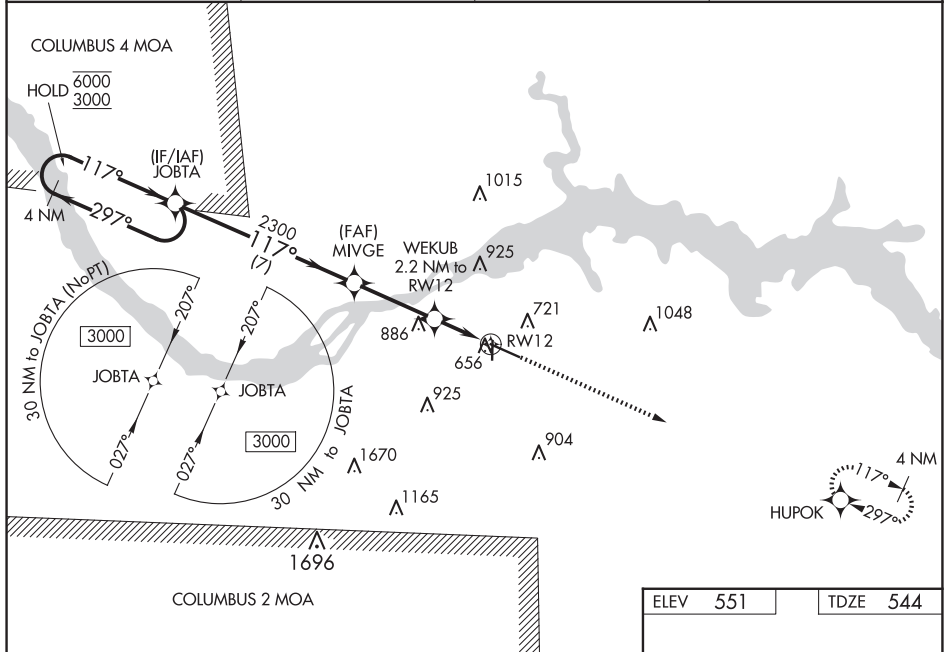 COLUMBUS 4 MOA
HOLD 6000
3000
117°
(IF/IAF)
JOBTA
4 NM
297°
2300
117°
(7)
(FAF)
MIVGE
WEKUB
2.2 NM to
RW12
1015
925
721
1048
886
656
RW12
925
904
1670
1165
1696
30 NM to JOBTA (NoPT)
207°
3000
JOBTA
027°
207°
JOBTA
3000
027°
30 NM to JOBTA
4 NM
117°
297°
HUPOK
COLUMBUS 2 MOA
ELEV 551
TDZE 544